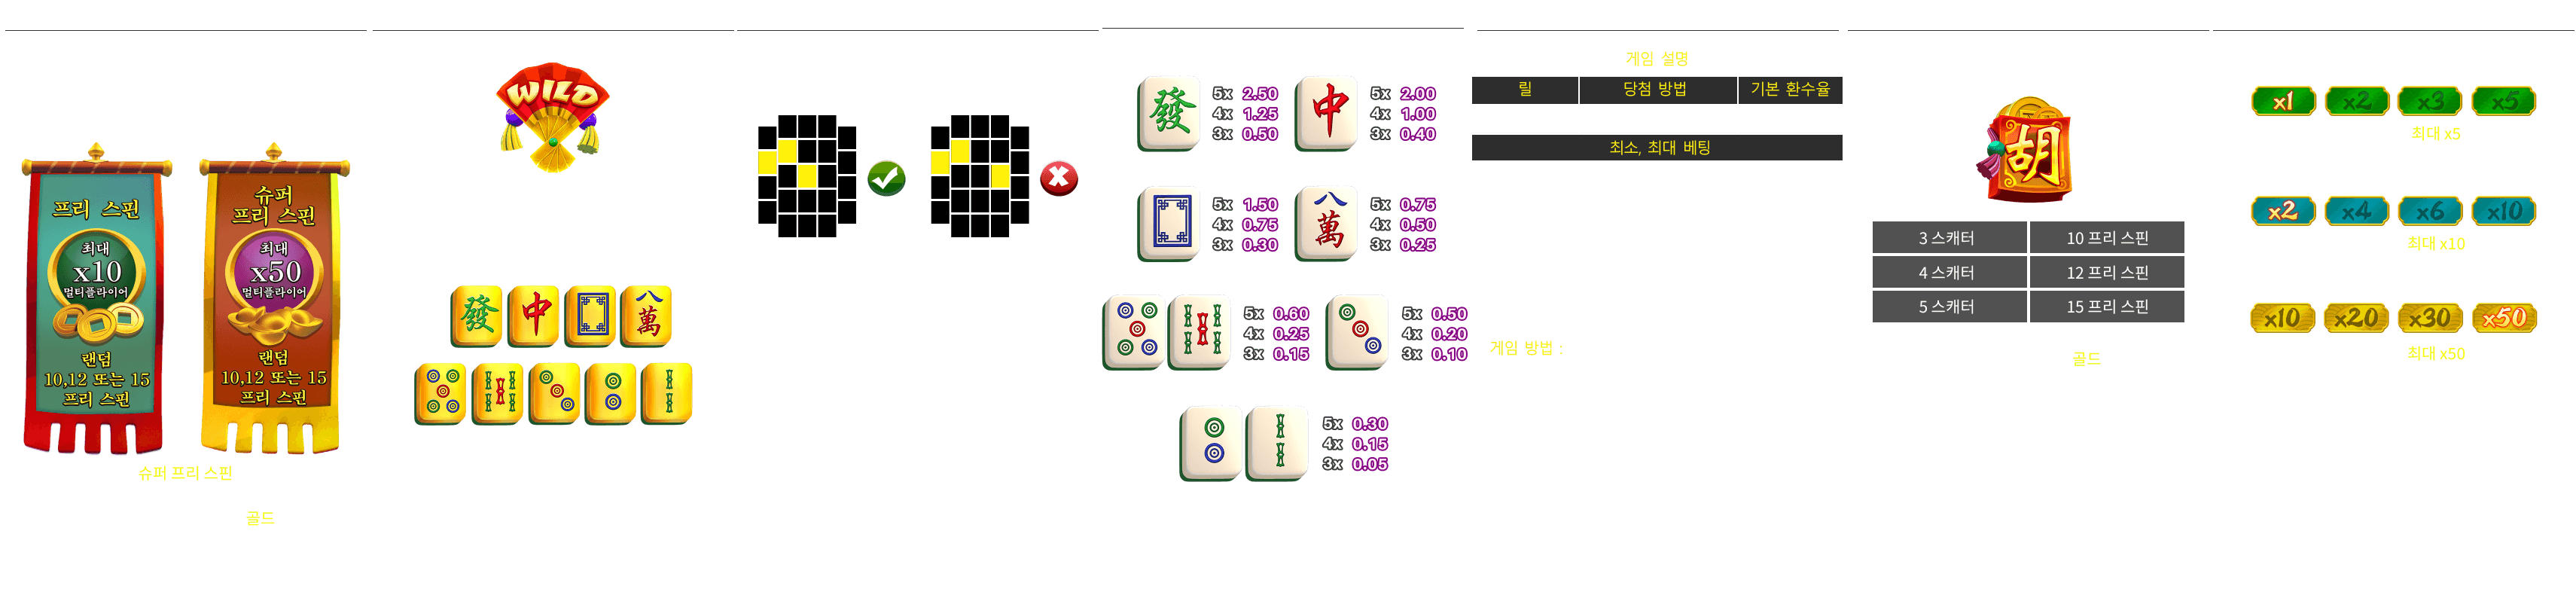 프리 스핀
최대
x10
멀티플라이어
랜덤
10,12 또는 15
프리 스핀
슈퍼
프리 스핀
최대
x50
멀티플라이어
랜덤
10,12 또는 15
프리 스핀
슈퍼 프리 스핀
골드
WILD
發 中 八萬
發
5x 2.50
4x 1.25
3x 0.50
中
5x 2.00
4x 1.00
3x 0.40
5x 1.50
4x 0.75
3x 0.30
八萬
5x 0.75
4x 0.50
3x 0.25
5x 0.60
4x 0.25
3x 0.15
5x 0.50
4x 0.20
3x 0.10
5x 0.30
4x 0.15
3x 0.05
게임 설명
릴 당첨 방법 기본 환수율
최소, 최대 베팅
게임 방법 :
胡
3 스캐터 10 프리 스핀
4 스캐터 12 프리 스핀
5 스캐터 15 프리 스핀
골드
x1 x2 x3 x5
최대 x5
x2 x4 x6 x10
최대 x10
x10 x20 x30 x50
최대 x50